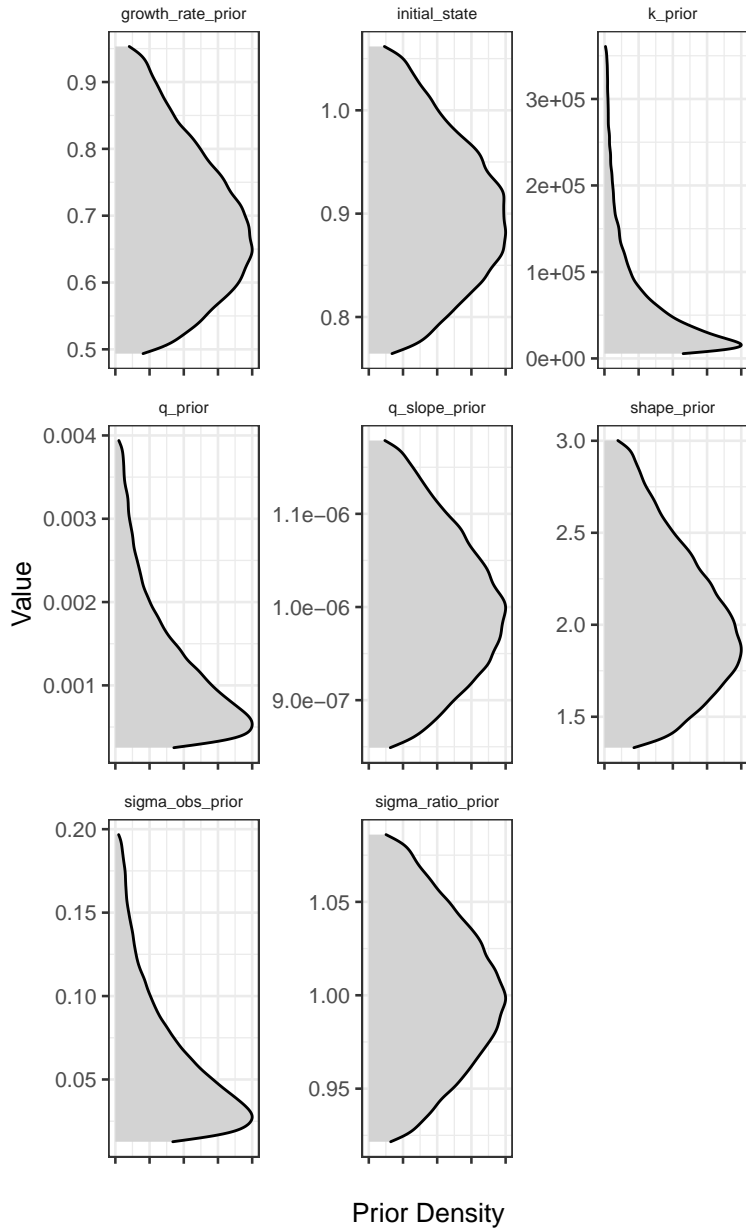 growth_rate_prior
initial_state
k_prior
0.9
0.8
0.7
0.6
0.5
1.0
0.9
0.8
3e+05
2e+05
1e+05
0e+00
q_prior
q_slope_prior
shape_prior
0.004
0.003
0.002
0.001
1.1e−06
1.0e−06
9.0e−07
3.0
2.5
2.0
1.5
sigma_obs_prior
sigma_ratio_prior
0.20
0.15
0.10
0.05
1.05
1.00
0.95
Value
Prior Density